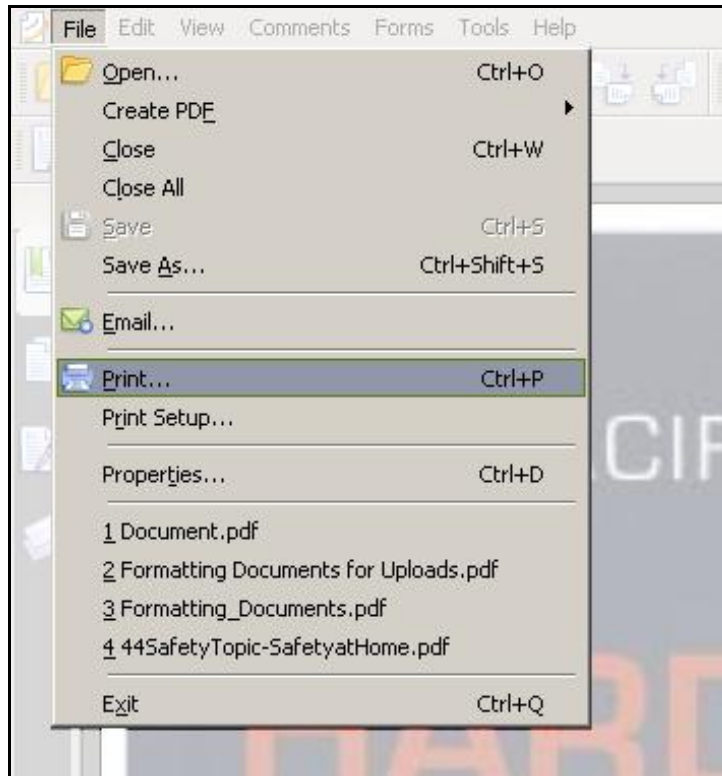 File Edit View Comments Forms Tools Help
Open... Ctrl+O
Create PDF
Close Ctrl+W
Close All
Save Ctrl+S
Save As... Ctrl+Shift+S
Email...
Print... Ctrl+P
Print Setup...
Properties... Ctrl+D
1 Document.pdf
2 Formatting Documents for Uploads.pdf
3 Formatting_Documents.pdf
4 44SafetyTopic-SafetyatHome.pdf
Exit Ctrl+Q